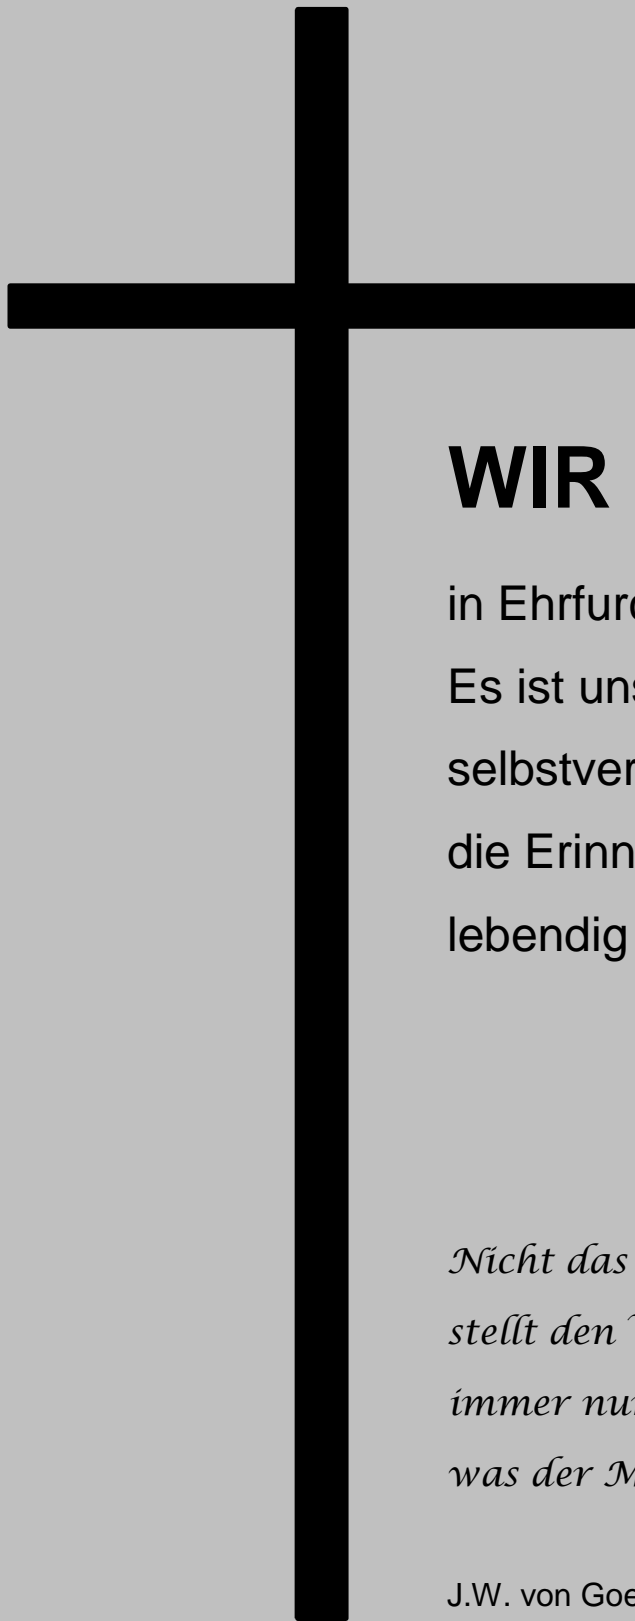 WIR
in Ehrfurc
Es ist uns
selbstver
die Erinn
lebendig
Nicht das
stellt den
immer nur
was der M
J.W. von Goe